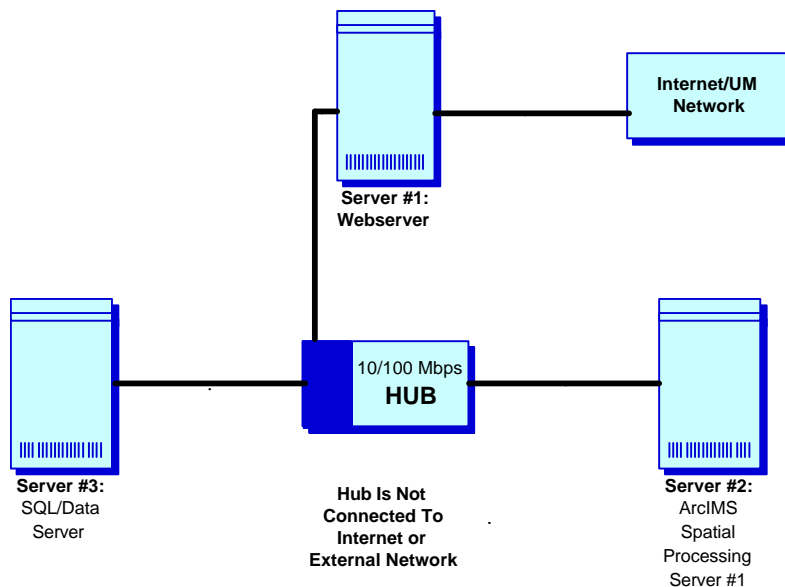 Internet/UM
Network
Server #1:
Webserver
10/100 Mbps
HUB
Server #3:
SQL/Data
Server
Hub Is Not
Connected To
Internet or
External Network
Server #2:
ArcIMS
Spatial
Processing
Server #1